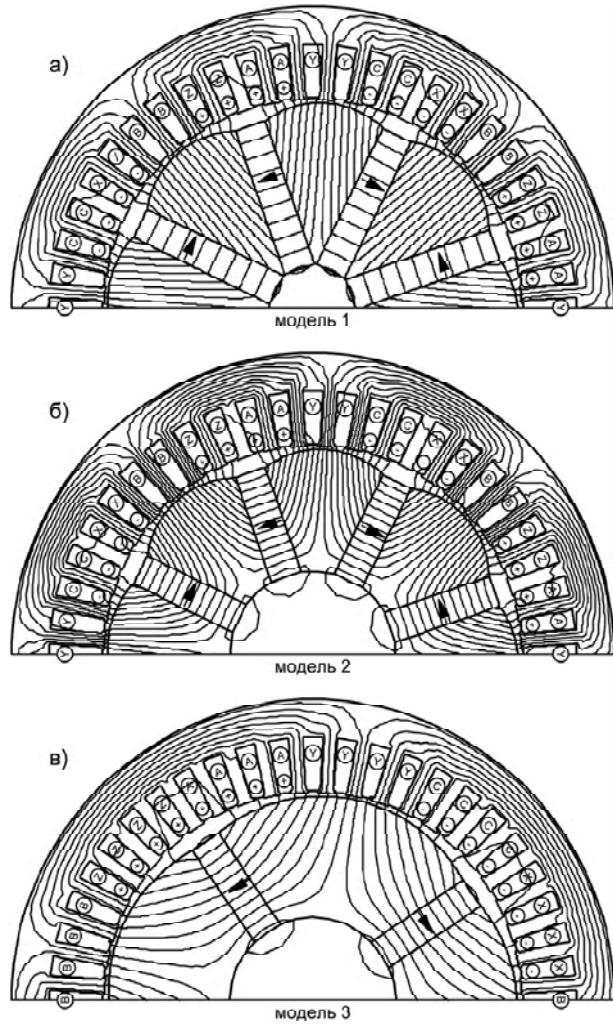 а)
A A Y Y C C X X B B Z Z A A Y
модель 1
б)
Z Z A A Y Y C C X X B B Z
модель 2
в)
B B B Z Z A A A Y Y Y C C C X X X B
модель 3